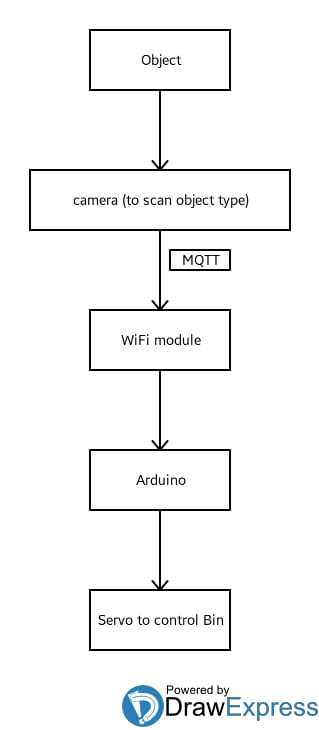 Object
camera (to scan object type)
MQTT
WiFi module
Arduino
Servo to control Bin
Powered by
DrawExpress